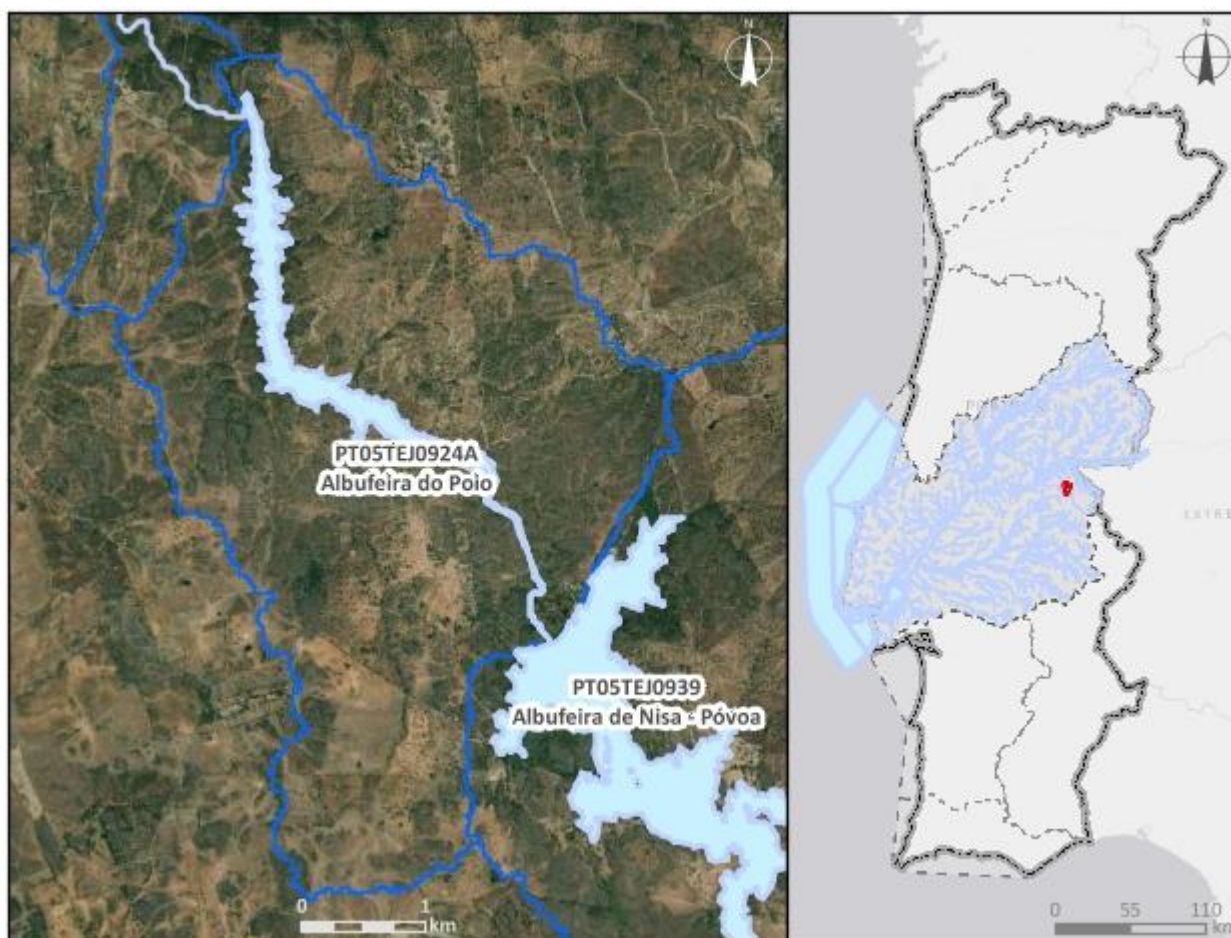 N
PT05TEJ0924A
Albufeira do Poio
PT05TEJ0939
Albufeira de Nisa - Póvoa
0 1
km
N
0 55 110
km